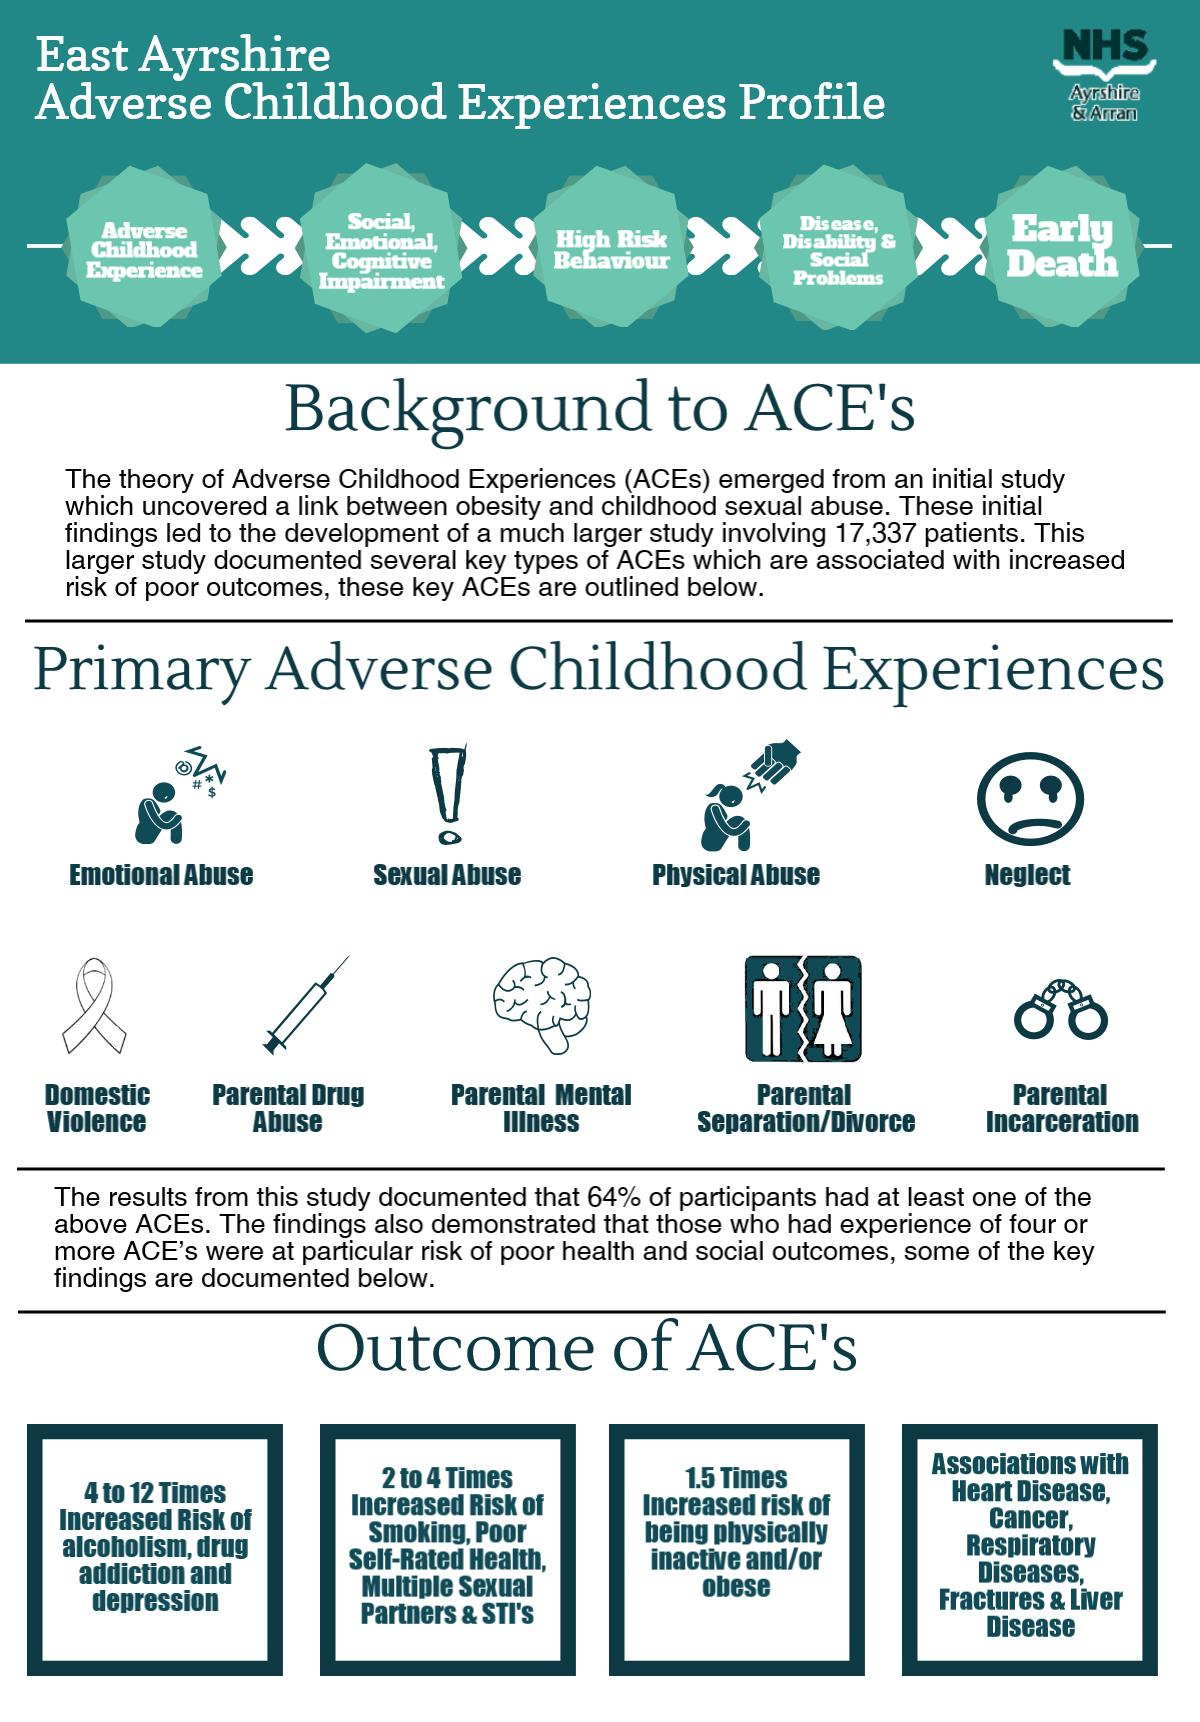 East Ayrshire
Adverse Childhood Experiences Profile
NHS
Ayrshire
& Arran
Adverse
Childhood
Experience
Social,
Emotional,
Cognitive
Impairment
High Risk
Behaviour
Disease,
Disability &
Social
Problems
Early
Death
Background to ACE's
The theory of Adverse Childhood Experiences (ACEs) emerged from an initial study
which uncovered a link between obesity and childhood sexual abuse. These initial
findings led to the development of a much larger study involving 17,337 patients. This
larger study documented several key types of ACEs which are associated with increased
risk of poor outcomes, these key ACEs are outlined below.
Primary Adverse Childhood Experiences
Emotional Abuse
Sexual Abuse
Physical Abuse
Neglect
Domestic
Violence
Parental Drug
Abuse
Parental Mental
Illness
Parental
Separation/Divorce
Parental
Incarceration
The results from this study documented that 64% of participants had at least one of the
above ACEs. The findings also demonstrated that those who had experience of four or
more ACE's were at particular risk of poor health and social outcomes, some of the key
findings are documented below.
Outcome of ACE's
4 to 12 Times
Increased Risk of
alcoholism, drug
addiction and
depression
2 to 4 Times
Increased Risk of
Smoking, Poor
Self-Rated Health,
Multiple Sexual
Partners & STI's
1.5 Times
Increased risk of
being physically
inactive and/or
obese
Associations with
Heart Disease,
Cancer,
Respiratory
Diseases,
Fractures & Liver
Disease